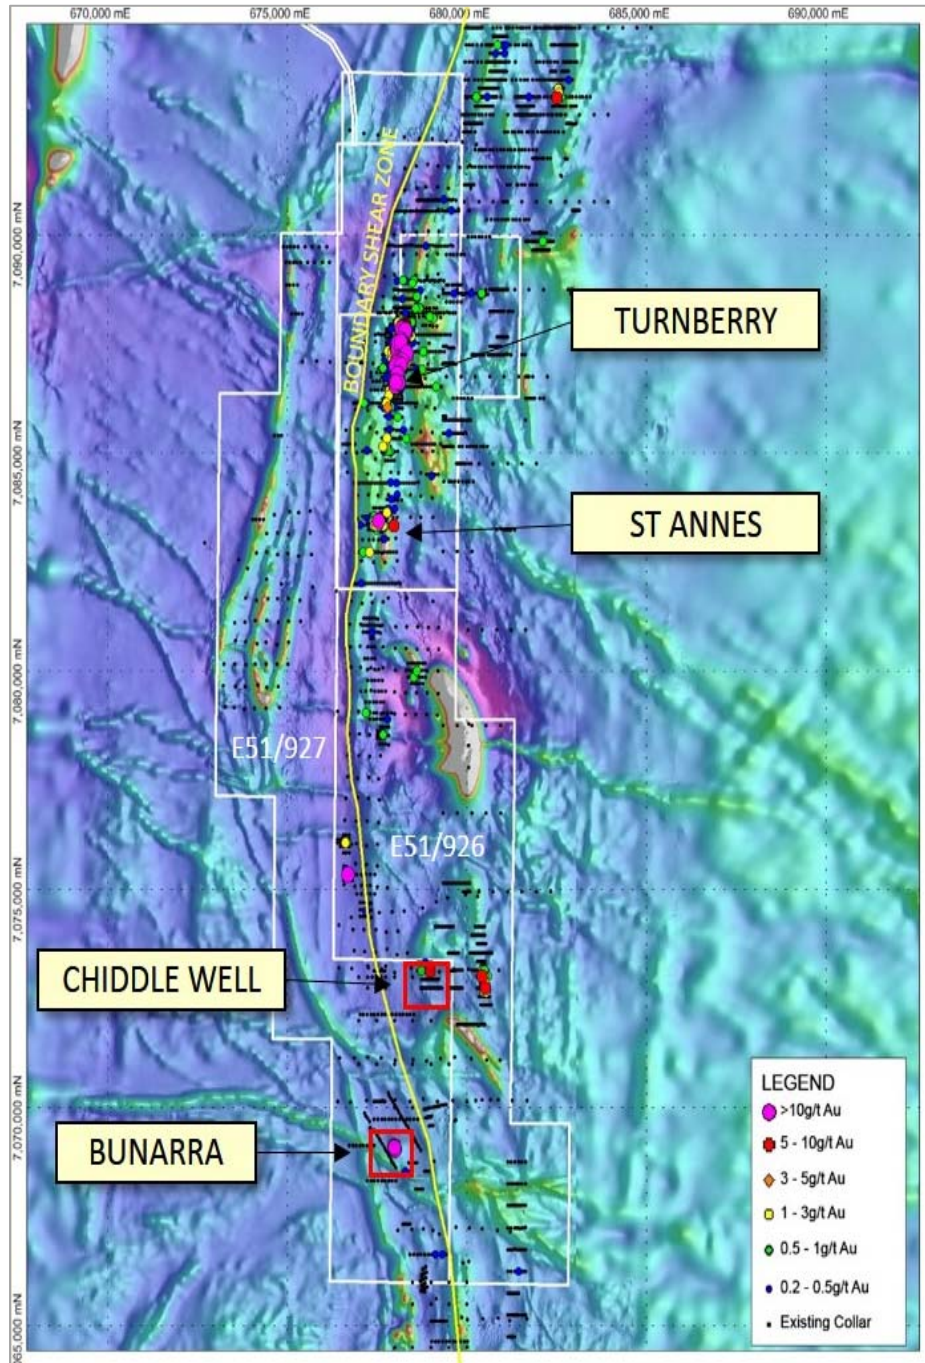 670,000 mE
675,000 mE
680,000 mE
685,000 mE
690,000 mE
7,090,000 mN
7,085,000 mN
7,080,000 mN
7,075,000 mN
7,070,000 mN
065,000 mN
BOUNDARY SHEAR ZONE
TURNBERRY
ST ANNES
E51/927
E51/926
CHIDDLE WELL
BUNARRA
LEGEND
>10g/t Au
5 - 10g/t Au
3 - 5g/t Au
1 - 3g/t Au
0.5 - 1g/t Au
0.2 - 0.5g/t Au
Existing Collar